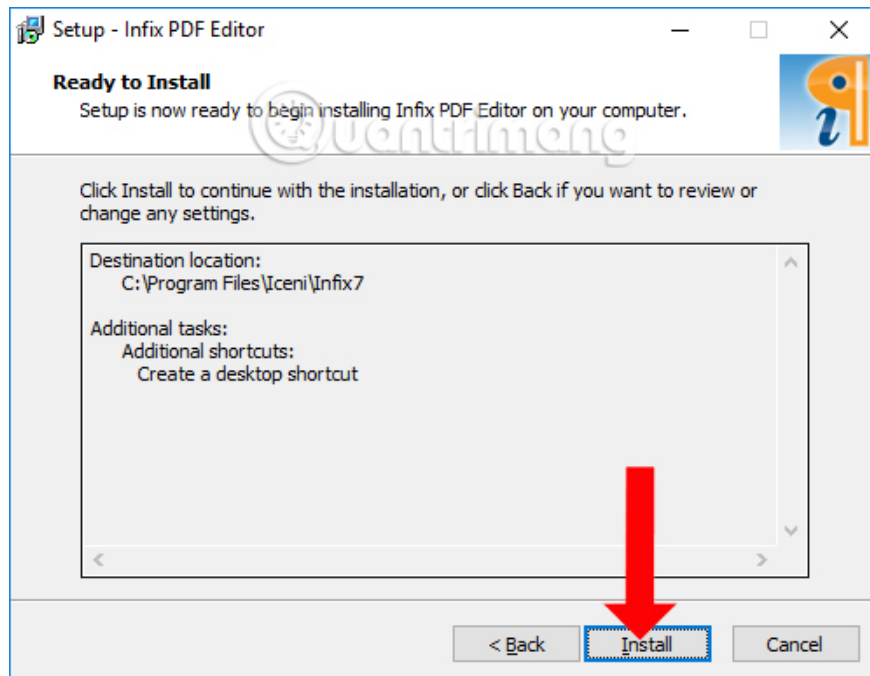 Setup - Infix PDF Editor
Ready to Install
Setup is now ready to begin installing Infix PDF Editor on your computer.
Quantrimang
Click Install to continue with the installation, or click Back if you want to review or
change any settings.
Destination location:
C:\Program Files\Iceni\Infix7
Additional tasks:
Additional shortcuts:
Create a desktop shortcut
< Back
Install
Cancel